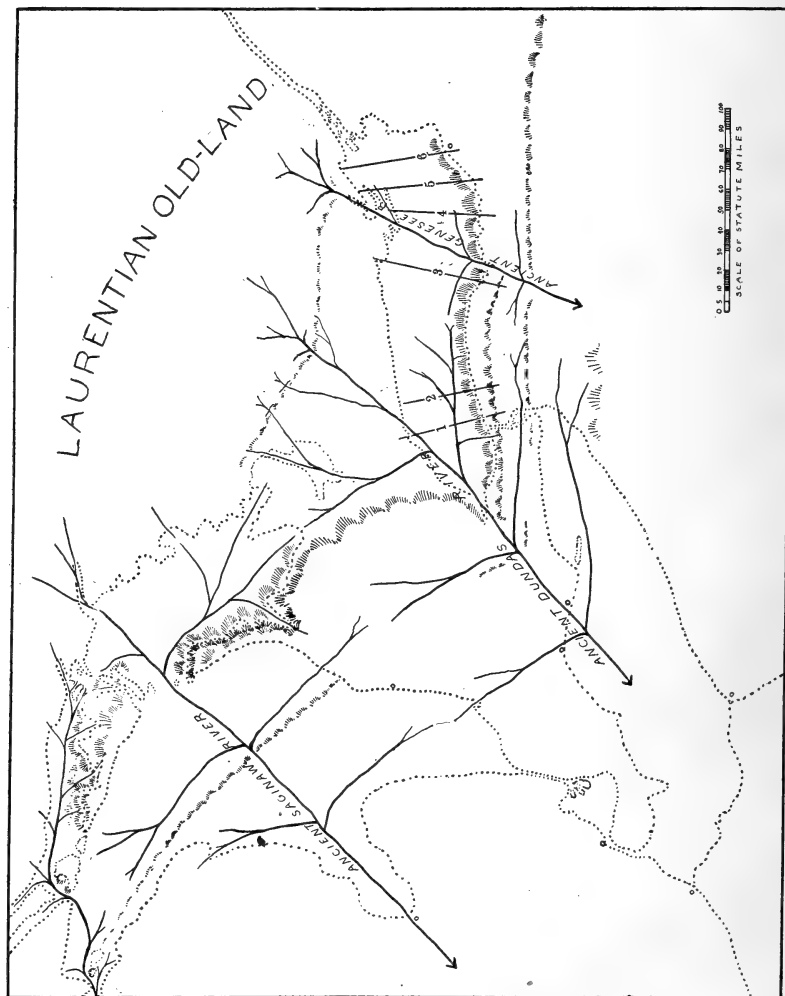 LAURENTIAN OLD-LAND
ANCIENT SAGINAW RIVER
ANCIENT DUNDAS RIVER
ANCIENT GENESEE
1
2
3
4
5
6
0 5 10 20 30 40 50 60 70 80 90 100
SCALE OF STATUTE MILES